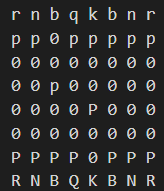 r n b q k b n r
p p 0 p p p p p
0 0 0 0 0 0 0 0
0 0 p 0 0 0 0 0
0 0 0 0 P 0 0 0
0 0 0 0 0 0 0 0
P P P P 0 P P P
R N B Q K B N R